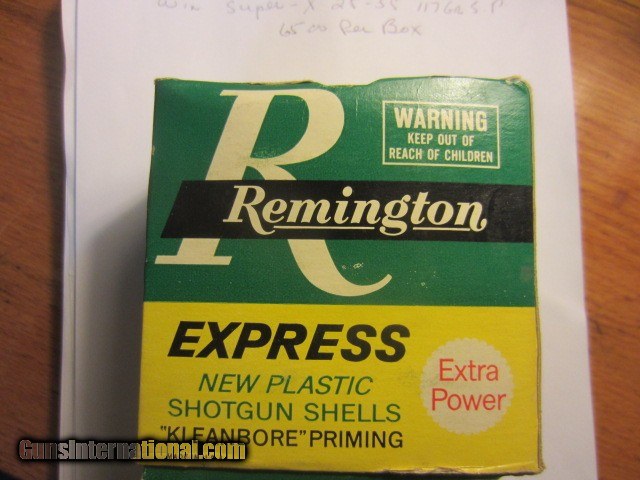 Win Super-X 25-35 117Gr S P
65 00 Per Box
R
WARNING
KEEP OUT OF
REACH OF CHILDREN
Remington
EXPRESS
NEW PLASTIC
SHOTGUN SHELLS
"KLEANBORE" PRIMING
Extra
Power
GunsInternational.com